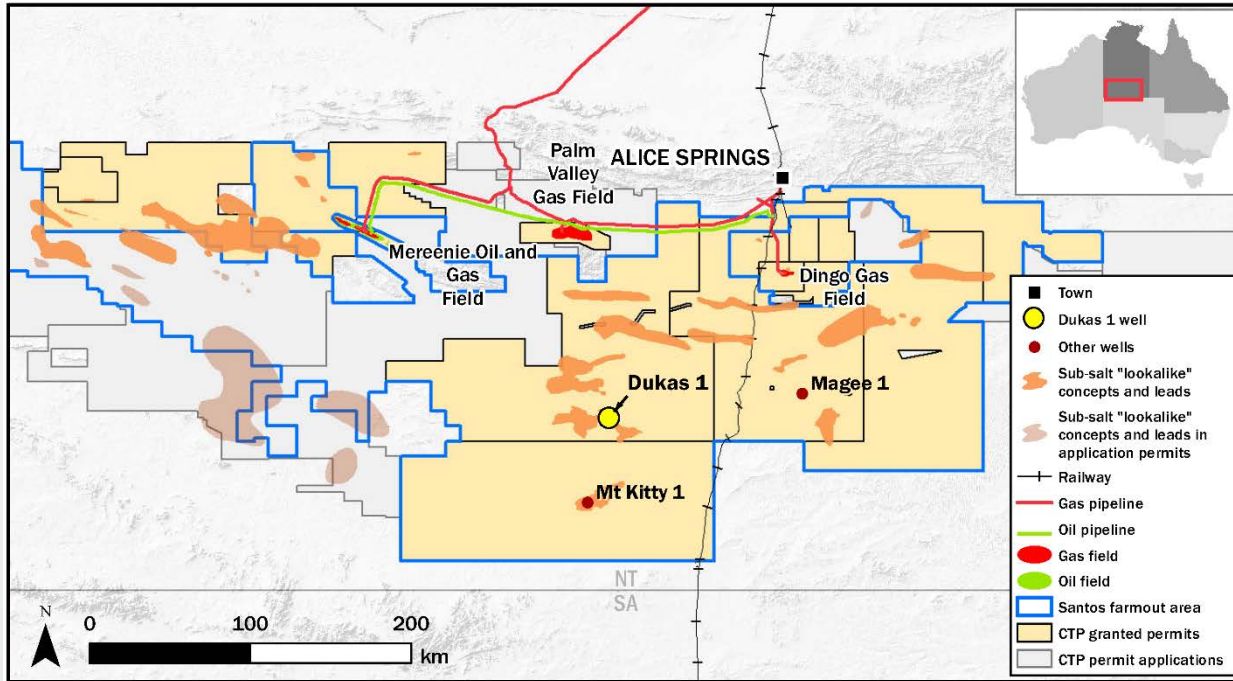 Palm
Valley
Gas Field
ALICE SPRINGS
Mereenie Oil and
Gas
Field
Dingo Gas
Field
Dukas 1
Magee 1
Mt Kitty 1
NT
SA
N
0 100 200
km
Town
Dukas 1 well
Other wells
Sub-salt "lookalike"
concepts and leads
Sub-salt "lookalike"
concepts and leads in
application permits
Railway
Gas pipeline
Oil pipeline
Gas field
Oil field
Santos farmout area
CTP granted permits
CTP permit applications